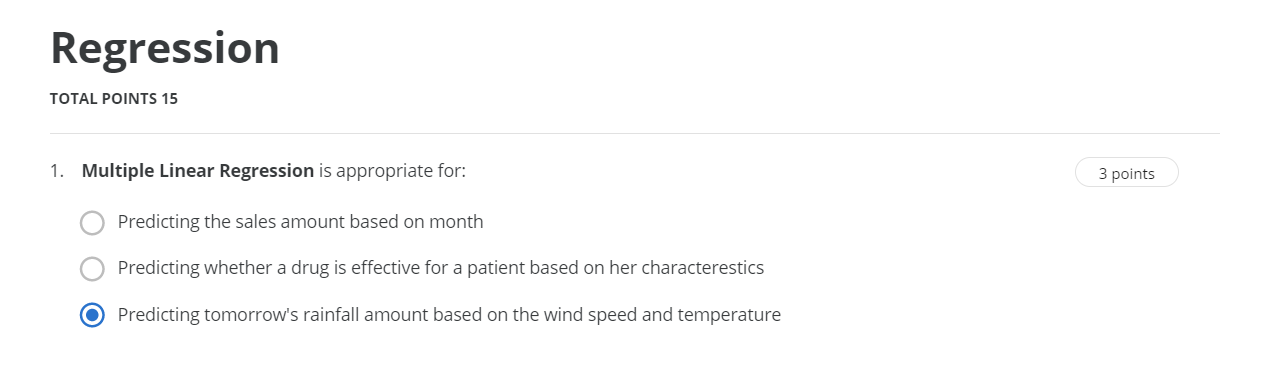 Regression
TOTAL POINTS 15
1. Multiple Linear Regression is appropriate for:
3 points
Predicting the sales amount based on month
Predicting whether a drug is effective for a patient based on her characterestics
Predicting tomorrow's rainfall amount based on the wind speed and temperature